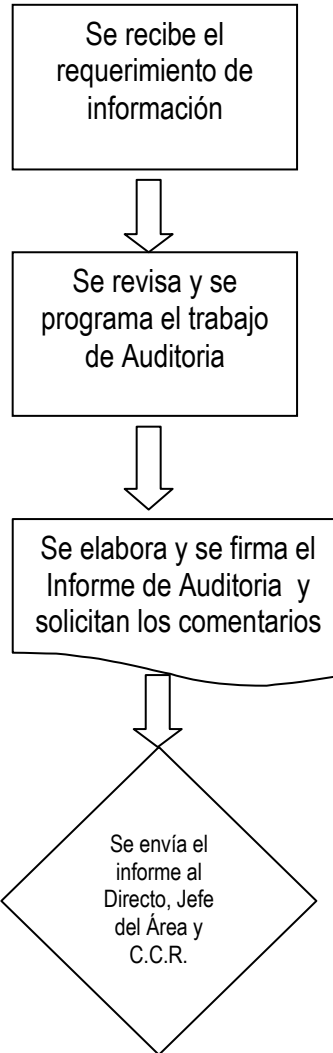 Se recibe el
requerimiento de
información
Se revisa y se
programa el trabajo
de Auditoria
Se elabora y se firma el
Informe de Auditoria y
solicitan los comentarios
Se envía el
informe al
Directo, Jefe
del Área y
C.C.R.